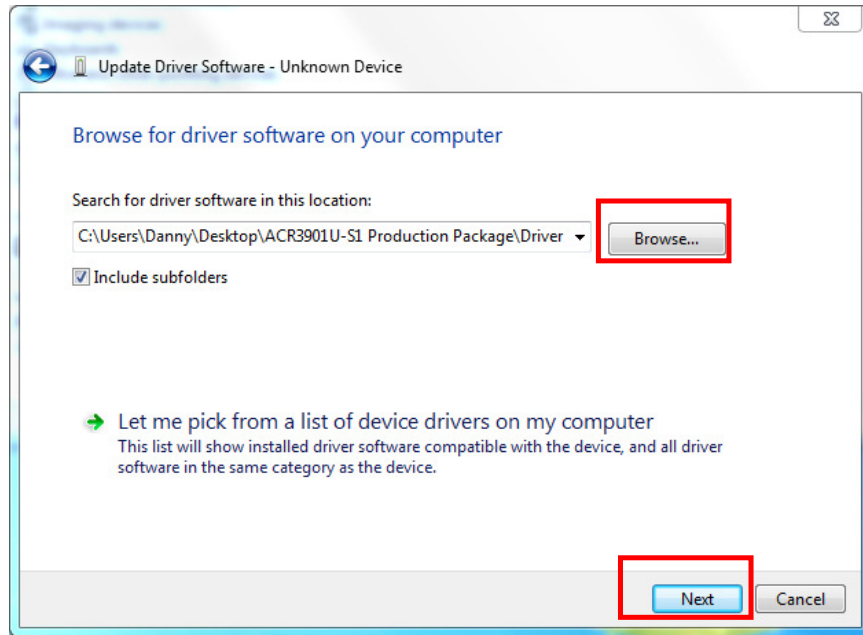 Imaging devices
Update Driver Software - Unknown Device
Browse for driver software on your computer
Search for driver software in this location:
C:\Users\Danny\Desktop\ACR3901U-S1 Production Package\Driver
Browse...
Include subfolders
Let me pick from a list of device drivers on my computer
This list will show installed driver software compatible with the device, and all driver
software in the same category as the device.
Next
Cancel